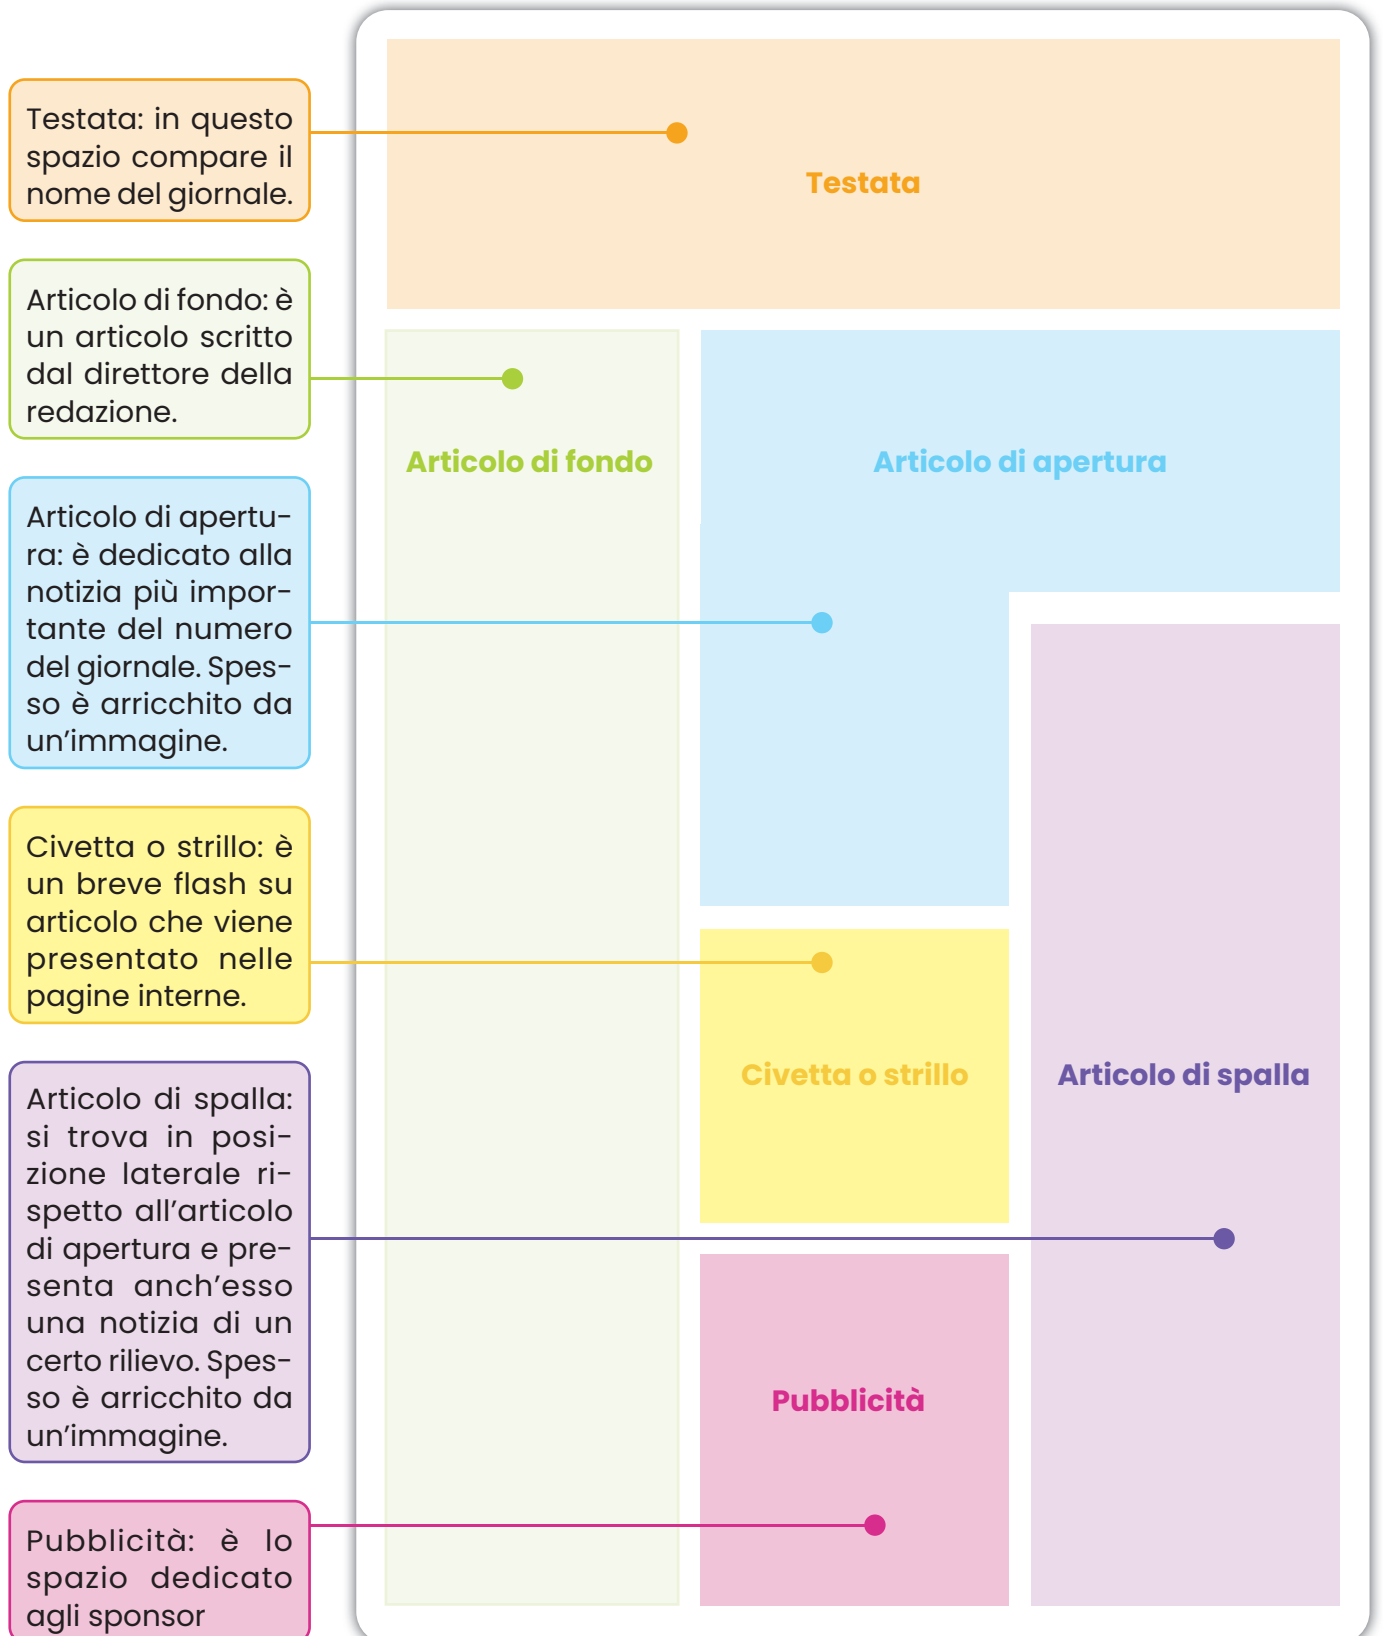 Testata: in questo
spazio compare il
nome del giornale.
Articolo di fondo: è
un articolo scritto
dal direttore della
redazione.
Articolo di apertu-
ra: è dedicato alla
notizia più impor-
tante del numero
del giornale. Spes-
so è arricchito da
un’immagine.
Civetta o strillo: è
un breve flash su
articolo che viene
presentato nelle
pagine interne.
Articolo di spalla:
si trova in posi-
zione laterale ri-
spetto all’articolo
di apertura e pre-
senta anch’esso
una notizia di un
certo rilievo. Spes-
so è arricchito da
un’immagine.
Pubblicità: è lo
spazio dedicato
agli sponsor
Testata
Articolo di fondo
Articolo di apertura
Civetta o strillo
Articolo di spalla
Pubblicità